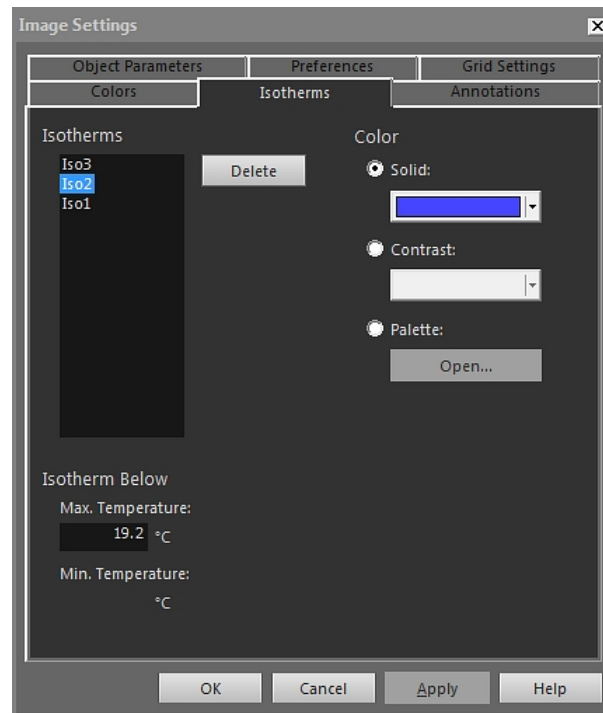 Image Settings
Object Parameters Preferences Grid Settings
Colors Isotherms Annotations
Isotherms
Iso3
Iso2
Iso1
Delete
Color
Solid:
Contrast:
Palette:
Open...
Isotherm Below
Max. Temperature:
19.2 °C
Min. Temperature:
°C
OK Cancel Apply Help